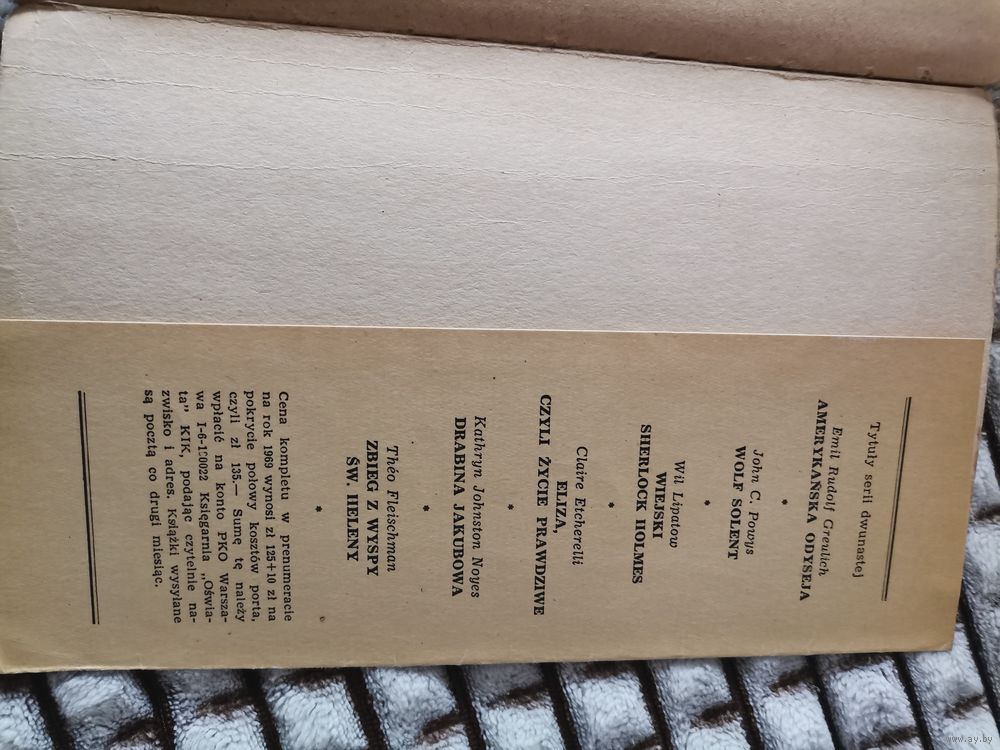 Tytuły serii dwunastej
Emil Rudolf Greulich
AMERYKAŃSKA ODYSEJA
*
John C. Powys
WOLF SOLENT
*
Wil Lipatow
WIEJSKI
SHERLOCK HOLMES
*
Claire Etcherelli
ELIZA,
CZYLI ŻYCIE PRAWDZIWE
*
Kathryn Johnston Noyes
DRABINA JAKUBOWA
*
Théo Fleischman
ZBIEG Z WYSPY
ŚW. HELENY
*
Cena kompletu w prenumeracie
na rok 1969 wynosi zł 125+10 zł na
pokrycie połowy kosztów porta,
czyli zł 135.— Sumę tę należy
wpłacić na konto PKO Warsza-
wa I-6-120022 Księgarnia „Oświa-
ta" KIK, podając czytelnie na-
zwisko i adres. Książki wysyłane
są pocztą co drugi miesiąc.
www.ay.by